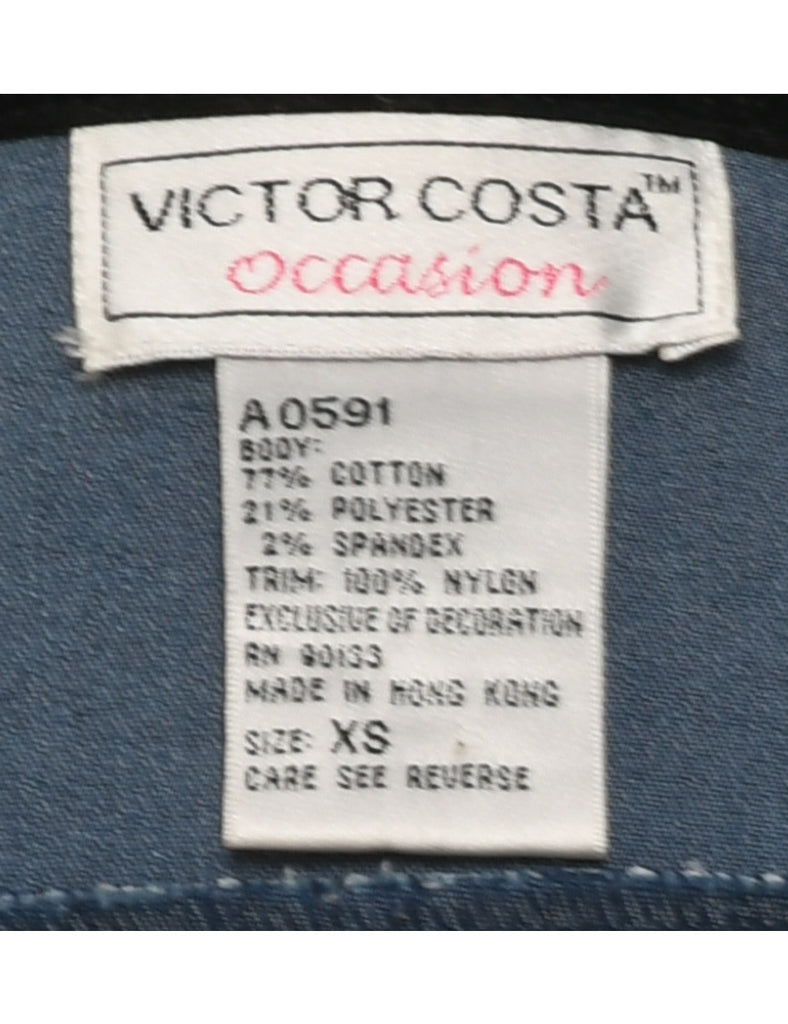 VICTOR COSTA™
Occasion
A0591
BODY:
77% COTTON
21% POLYESTER
2% SPANDEX
TRIM: 100% NYLON
EXCLUSIVE OF DECORATION
RN 90133
MADE IN HONG KONG
SIZE: XS
CARE SEE REVERSE